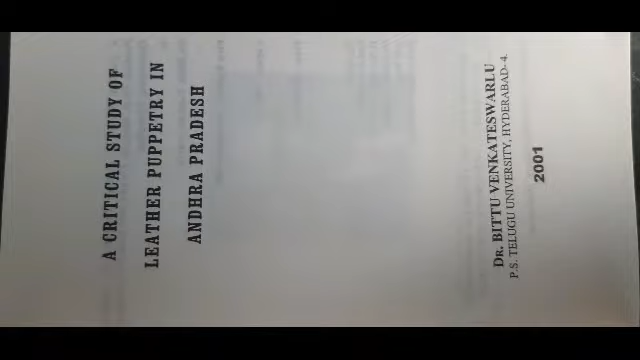 A CRITICAL STUDY OF
LEATHER PUPPETRY IN
ANDHRA PRADESH
DR. BITTU VENKATESWARLU
P.S. TELUGU UNIVERSITY, HYDERABAD-4.
2001